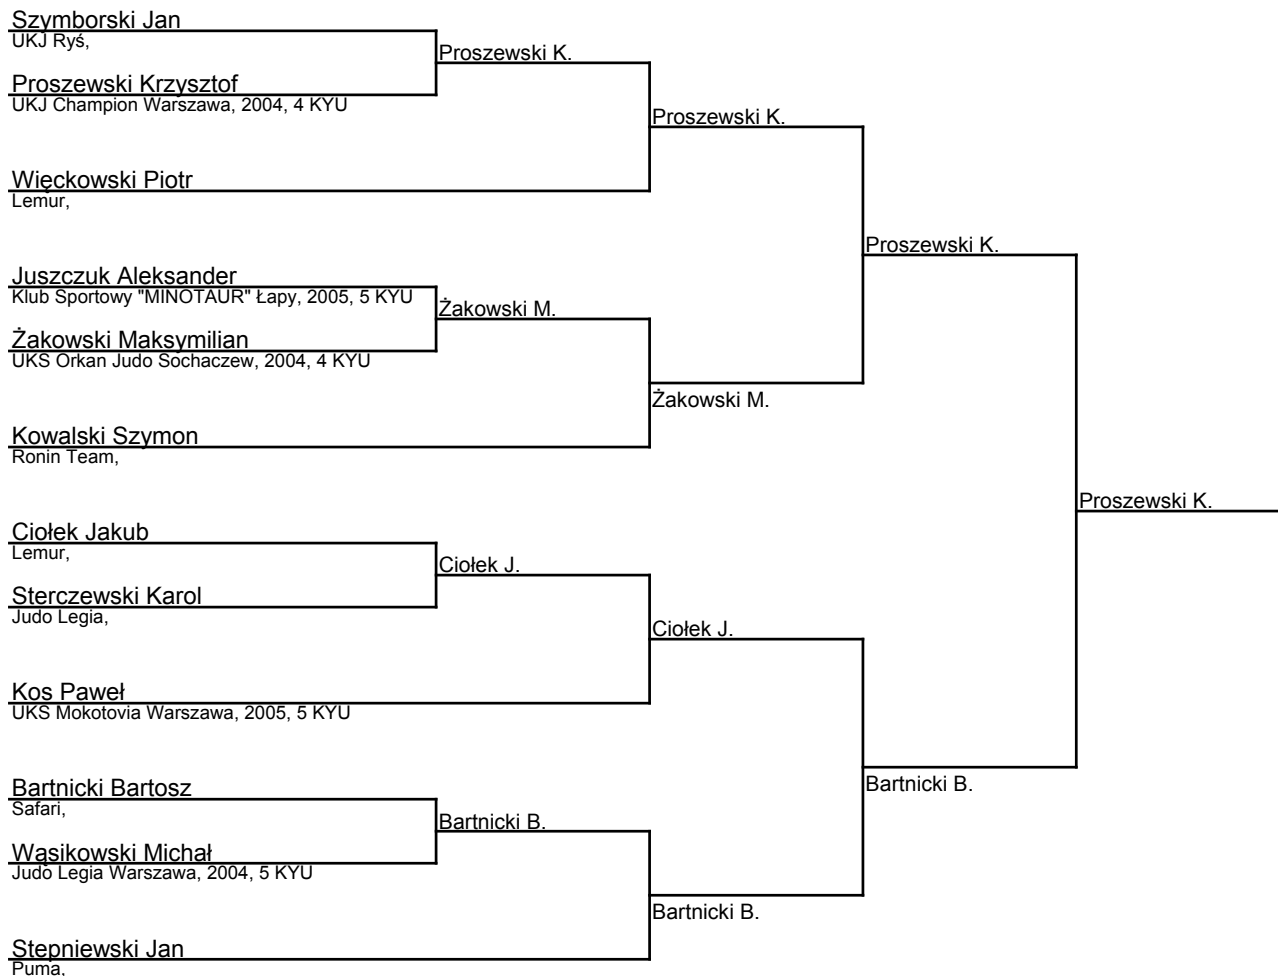 Szymborski Jan
UKJ Ryś,
Proszewski K.
Proszewski Krzysztof
UKJ Champion Warszawa, 2004, 4 KYU
Proszewski K.
Więckowski Piotr
Lemur,
Proszewski K.
Juszczuk Aleksander
Klub Sportowy "MINOTAUR" Łapy, 2005, 5 KYU
Żakowski M.
Żakowski Maksymilian
UKS Orkan Judo Sochaczew, 2004, 4 KYU
Żakowski M.
Kowalski Szymon
Ronin Team,
Proszewski K.
Ciołek Jakub
Lemur,
Ciołek J.
Sterczewski Karol
Judo Legia,
Ciołek J.
Kos Paweł
UKS Mokotovia Warszawa, 2005, 5 KYU
Bartnicki B.
Bartnicki Bartosz
Safari,
Bartnicki B.
Wąsikowski Michał
Judo Legia Warszawa, 2004, 5 KYU
Bartnicki B.
Stepniewski Jan
Puma,